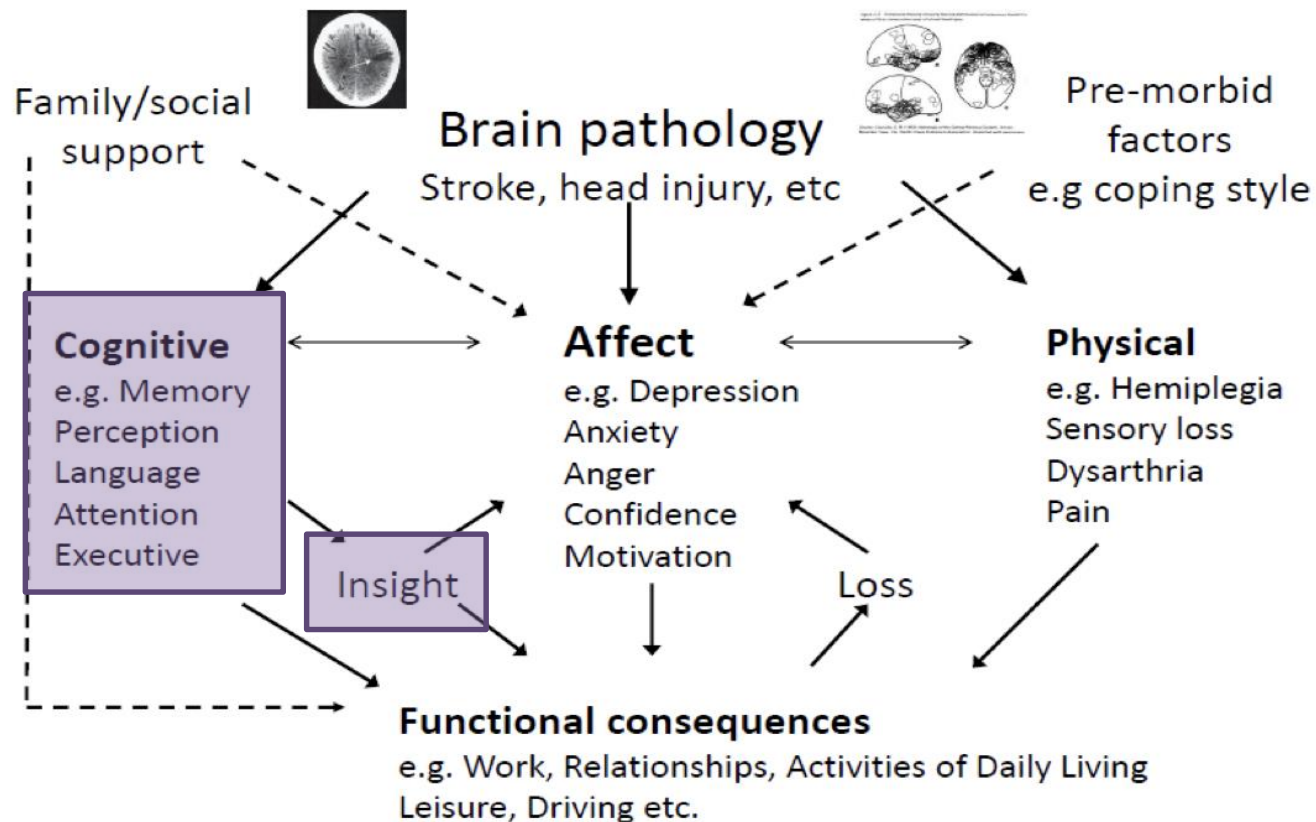 Family/social
support
Brain pathology
Stroke, head injury, etc
Pre-morbid
factors
e.g coping style
Cognitive
e.g. Memory
Perception
Language
Attention
Executive
Insight
Affect
e.g. Depression
Anxiety
Anger
Confidence
Motivation
Loss
Physical
e.g. Hemiplegia
Sensory loss
Dysarthria
Pain
Functional consequences
e.g. Work, Relationships, Activities of Daily Living
Leisure, Driving etc.